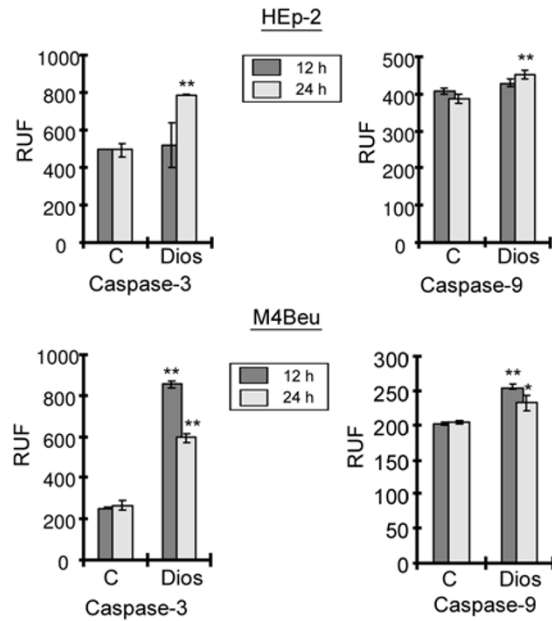 HEp-2
1000
800
600
400
200
0
RUF
**
C Dios
Caspase-3
12 h
24 h
500
400
300
200
100
0
RUF
**
C Dios
Caspase-9
M4Beu
1000
800
600
400
200
0
RUF
**
**
C Dios
Caspase-3
12 h
24 h
300
250
200
150
100
50
0
RUF
**
*
C Dios
Caspase-9